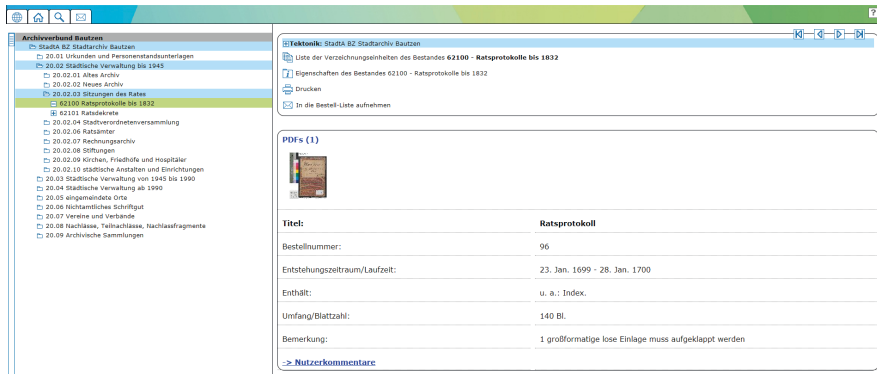 ?
Archivverbund Bautzen
StadtA BZ Stadtarchiv Bautzen
20.01 Urkunden und Personenstandsunterlagen
20.02 Städtische Verwaltung bis 1945
20.02.01 Altes Archiv
20.02.02 Neues Archiv
20.02.03 Sitzungen des Rates
62100 Ratsprotokolle bis 1832
62101 Ratsdekrete
20.02.04 Stadtverordnetenversammlung
20.02.06 Ratsämter
20.02.07 Rechnungsarchiv
20.02.08 Stiftungen
20.02.09 Kirchen, Friedhöfe und Hospitäler
20.02.10 städtische Anstalten und Einrichtungen
20.03 Städtische Verwaltung von 1945 bis 1990
20.04 Städtische Verwaltung ab 1990
20.05 eingemeindete Orte
20.06 Nichtamtliches Schriftgut
20.07 Vereine und Verbände
20.08 Nachlässe, Teilnachlässe, Nachlassfragmente
20.09 Archivische Sammlungen
Tektonik: StadtA BZ Stadtarchiv Bautzen
Liste der Verzeichnungseinheiten des Bestandes 62100 - Ratsprotokolle bis 1832
Eigenschaften des Bestandes 62100 - Ratsprotokolle bis 1832
Drucken
In die Bestell-Liste aufnehmen
PDFs (1)
Titel: Ratsprotokoll
Bestellnummer: 96
Entstehungszeitraum/Laufzeit: 23. Jan. 1699 - 28. Jan. 1700
Enthält: u. a.: Index.
Umfang/Blattzahl: 140 Bl.
Bemerkung: 1 großformatige lose Einlage muss aufgeklappt werden
-> Nutzerkommentare